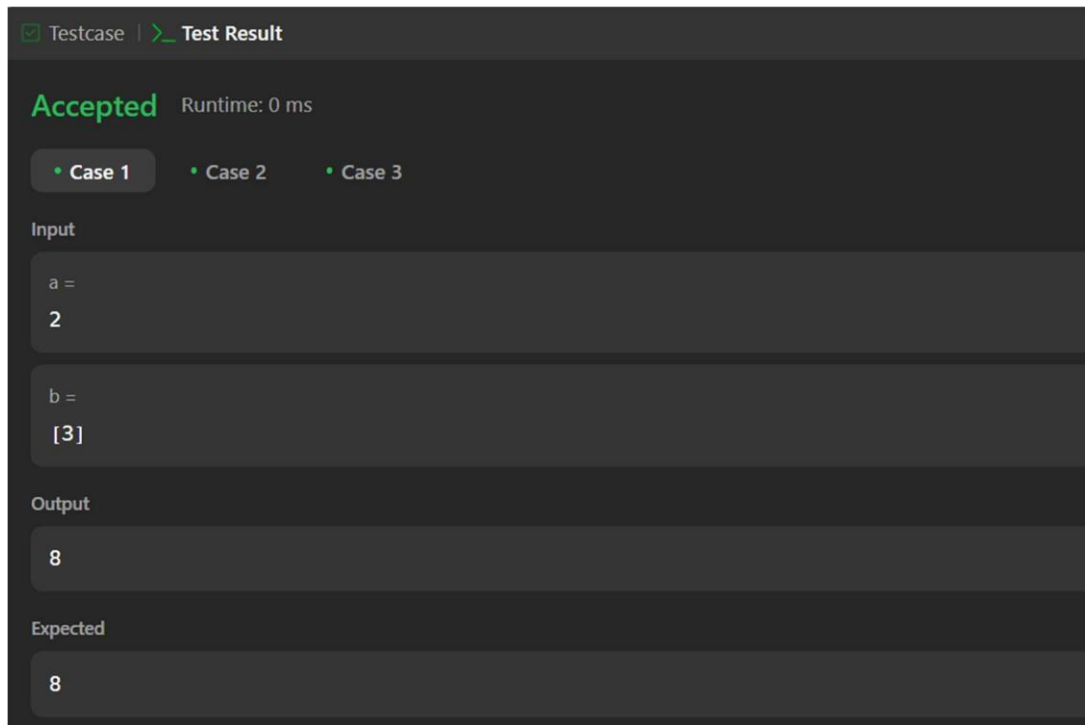 Testcase | >_ Test Result
Accepted Runtime: 0 ms
• Case 1 • Case 2 • Case 3
Input
a =
2
b =
[3]
Output
8
Expected
8